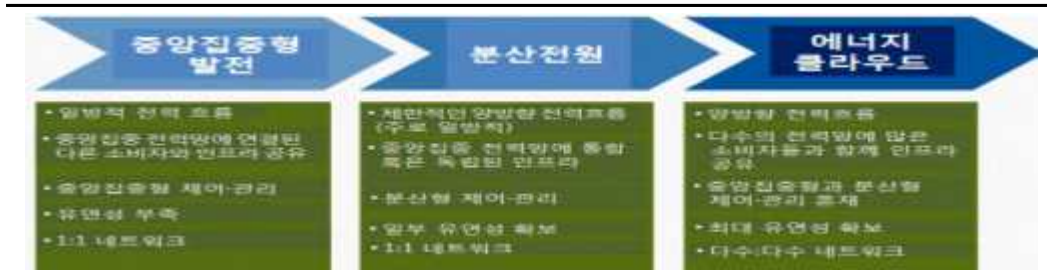 중앙집중형
발전
• 일방적 전력 흐름
• 중앙집중 전력망에 연결된
다른 소비자와 인프라 공유
• 중앙집중형 제어·관리
• 유연성 부족
• 1:1 네트워크
분산전원
• 제한적인 양방향 전력흐름
(주로 일방적)
• 중앙집중 전력망에 통합
혹은 독립된 인프라
• 분산형 제어·관리
• 일부 유연성 확보
• 1:1 네트워크
에너지
클라우드
• 양방향 전력흐름
• 다수의 전력망에 많은
소비자들과 함께 인프라
공유
• 중앙집중형과 분산형
제어·관리 혼재
• 최대 유연성 확보
• 다수:다수 네트워크